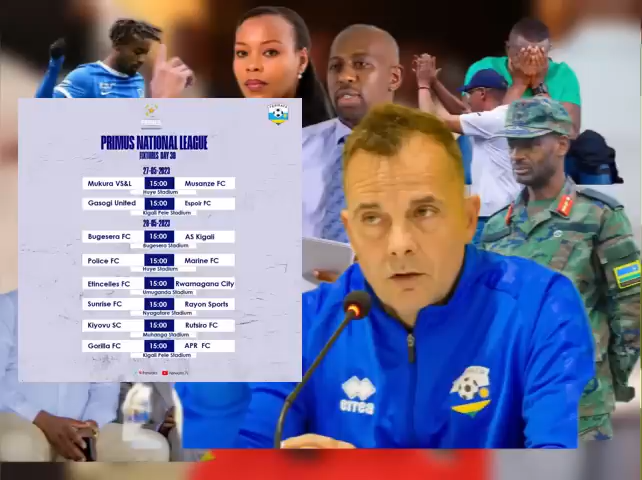 PRIMUS NATIONAL LEAGUE
FIXTURES DAY 30
27-05-2023
Mukura VS&L 15:00 Musanze FC
Huye Stadium
Gasogi United 15:00 Espoir FC
Kigali Pele Stadium
28-05-2023
Bugesera FC 15:00 AS Kigali
Bugesera Stadium
Police FC 15:00 Marine FC
Huye Stadium
Etincelles FC 15:00 Rwamagana City
Umuganda Stadium
Sunrise FC 15:00 Rayon Sports
Nyagatare Stadium
Kiyovu SC 15:00 Rutsiro FC
Muhanga Stadium
Gorilla FC 15:00 APR FC
Kigali Pele Stadium
errea